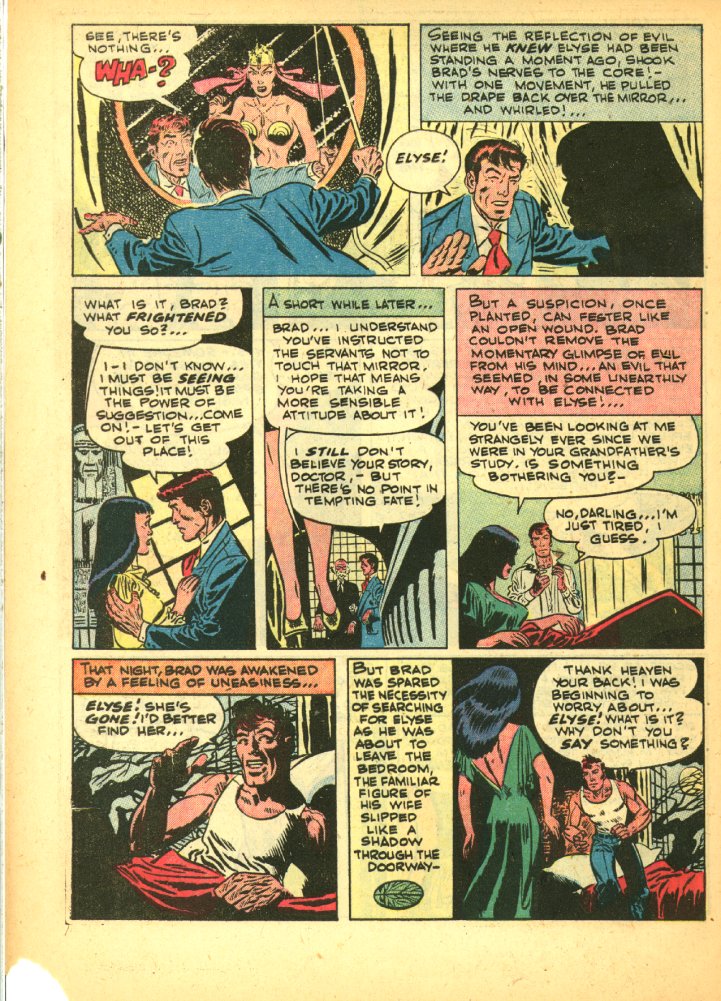 SEE, THERE'S
NOTHING...
WHA-?
SEEING THE REFLECTION OF EVIL
WHERE HE KNEW ELYSE HAD BEEN
STANDING A MOMENT AGO, SHOOK
BRAD'S NERVES TO THE CORE!-
WITH ONE MOVEMENT, HE PULLED
THE DRAPE BACK OVER THE MIRROR,..
AND WHIRLED!...
ELYSE!
WHAT IS IT, BRAD?
WHAT FRIGHTENED
YOU SO?...
I-I DON'T KNOW...
I MUST BE SEEING
THINGS! IT MUST BE
THE POWER OF
SUGGESTION...COME
ON!- LET'S GET
OUT OF THIS
PLACE!
A SHORT WHILE LATER...
BRAD... I UNDERSTAND
YOU'VE INSTRUCTED
THE SERVANTS NOT TO
TOUCH THAT MIRROR.
I HOPE THAT MEANS
YOU'RE TAKING A
MORE SENSIBLE
ATTITUDE ABOUT IT!
I STILL DON'T
BELIEVE YOUR STORY,
DOCTOR,- BUT
THERE'S NO POINT IN
TEMPTING FATE!
BUT A SUSPICION, ONCE
PLANTED, CAN FESTER LIKE
AN OPEN WOUND. BRAD
COULDN'T REMOVE THE
MOMENTARY GLIMPSE OF EVIL
FROM HIS MIND...AN EVIL THAT
SEEMED, IN SOME UNEARTHLY
WAY, TO BE CONNECTED
WITH ELYSE!...
YOU'VE BEEN LOOKING AT ME
STRANGELY EVER SINCE WE
WERE IN YOUR GRANDFATHER'S
STUDY. IS SOMETHING
BOTHERING YOU?-
NO, DARLING...I'M
JUST TIRED, I
GUESS.
THAT NIGHT, BRAD WAS AWAKENED
BY A FEELING OF UNEASINESS...
ELYSE! SHE'S
GONE! I'D BETTER
FIND HER...
BUT BRAD
WAS SPARED
THE NECESSITY
OF SEARCHING
FOR ELYSE
AS HE WAS
ABOUT TO
LEAVE THE
BEDROOM,
THE FAMILIAR
FIGURE OF
HIS WIFE
SLIPPED
LIKE A
SHADOW
THROUGH THE
DOORWAY-
THANK HEAVEN
YOUR BACK! I WAS
BEGINNING TO
WORRY ABOUT...
ELYSE! WHAT IS IT?
WHY DON'T YOU
SAY SOMETHING?